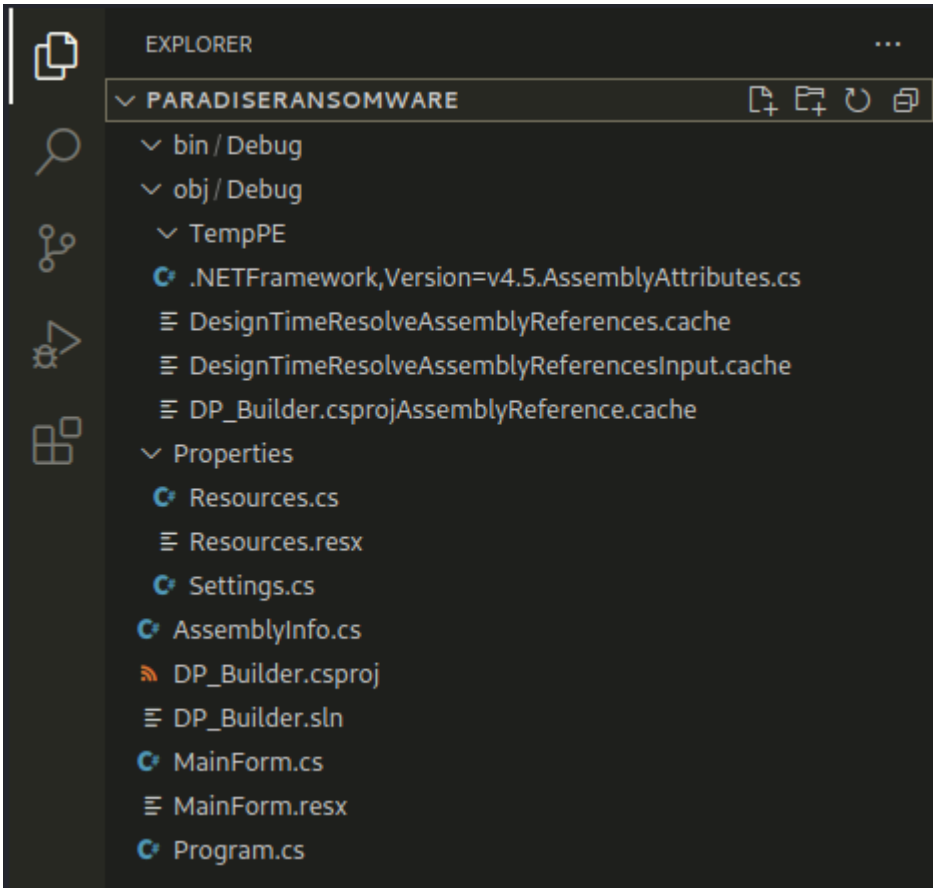 EXPLORER
PARADISERANSOMWARE
bin / Debug
obj / Debug
TempPE
.NETFramework,Version=v4.5.AssemblyAttributes.cs
DesignTimeResolveAssemblyReferences.cache
DesignTimeResolveAssemblyReferencesInput.cache
DP_Builder.csprojAssemblyReference.cache
Properties
Resources.cs
Resources.resx
Settings.cs
AssemblyInfo.cs
DP_Builder.csproj
DP_Builder.sln
MainForm.cs
MainForm.resx
Program.cs